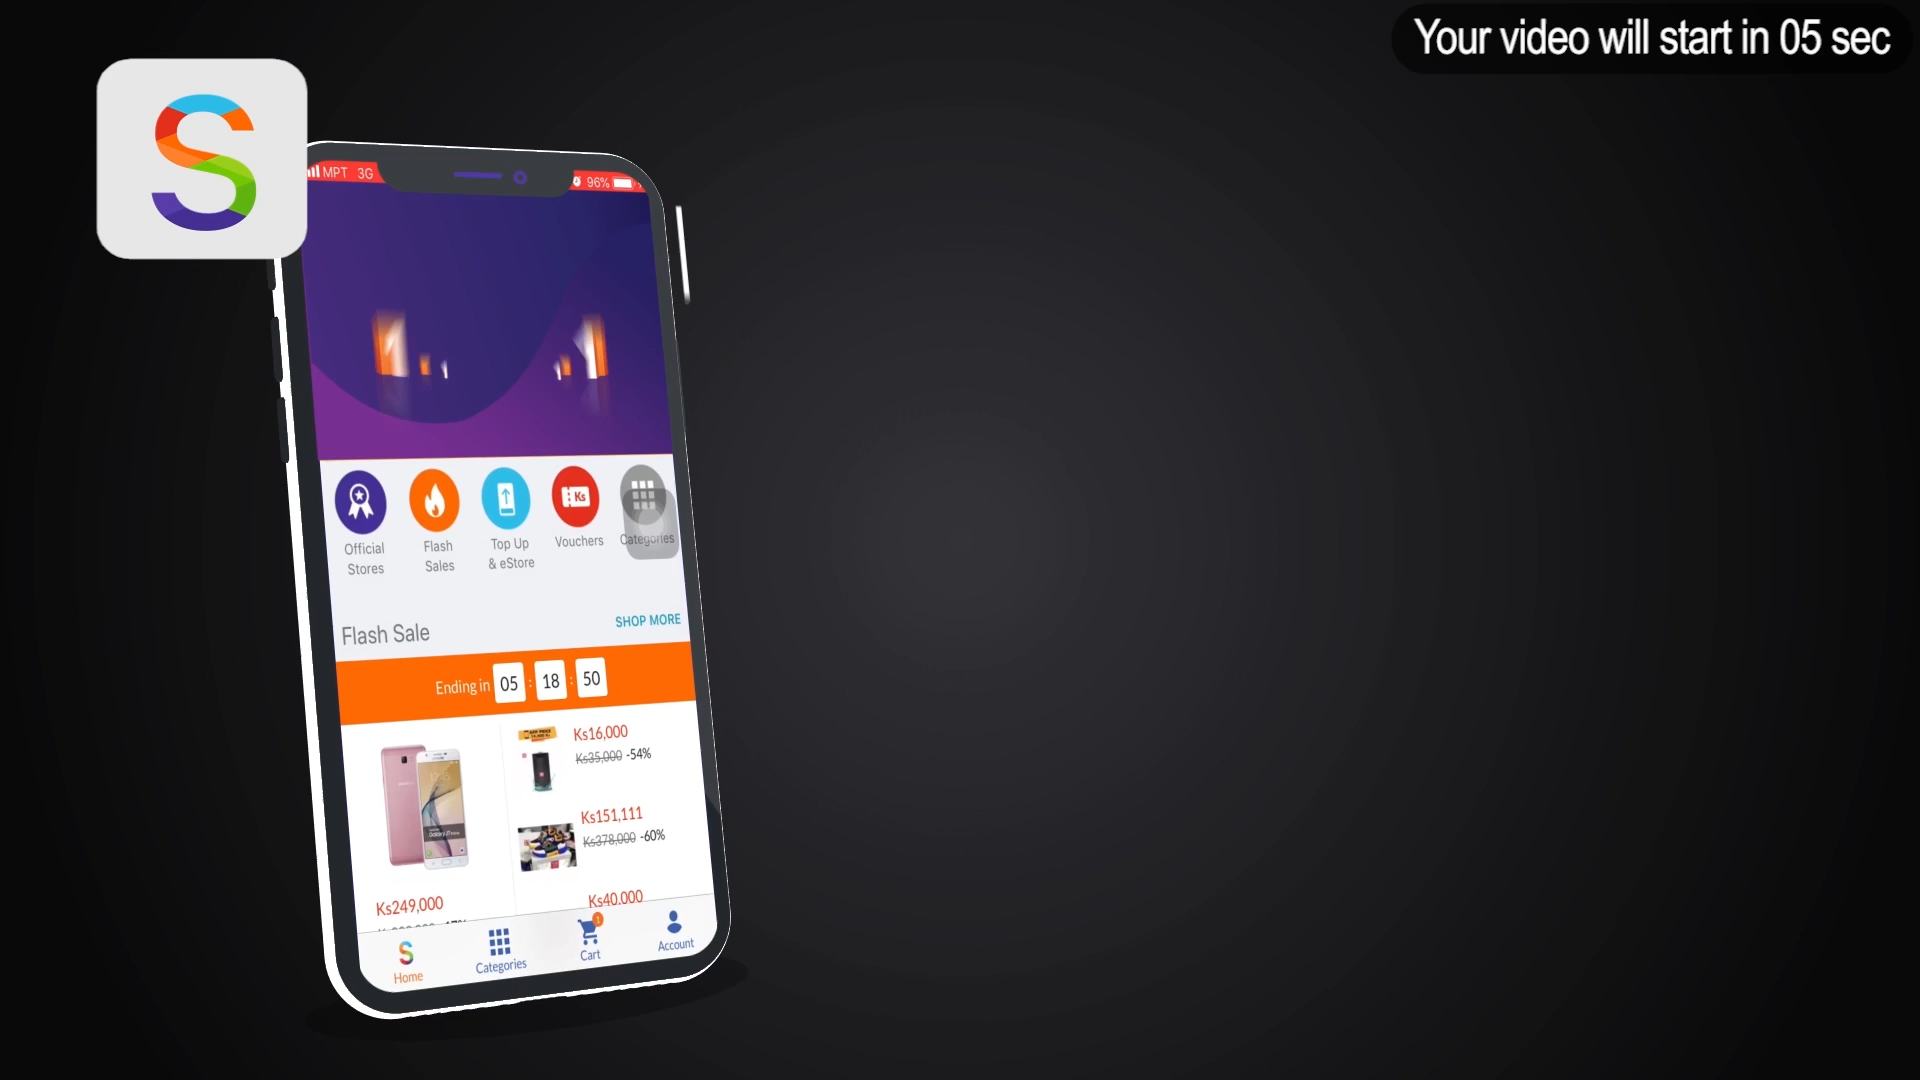 Your video will start in 05 sec
S
MPT 3G
96%
Ks
Official
Stores
Flash
Sales
Top Up
& eStore
Vouchers
Categories
Flash Sale
SHOP MORE
Ending in 05 : 18 : 50
Ks16,000
Ks35,000 -54%
Ks151,111
Ks378,000 -60%
Ks249,000
Ks40,000
1
S
Home
Categories
Cart
Account